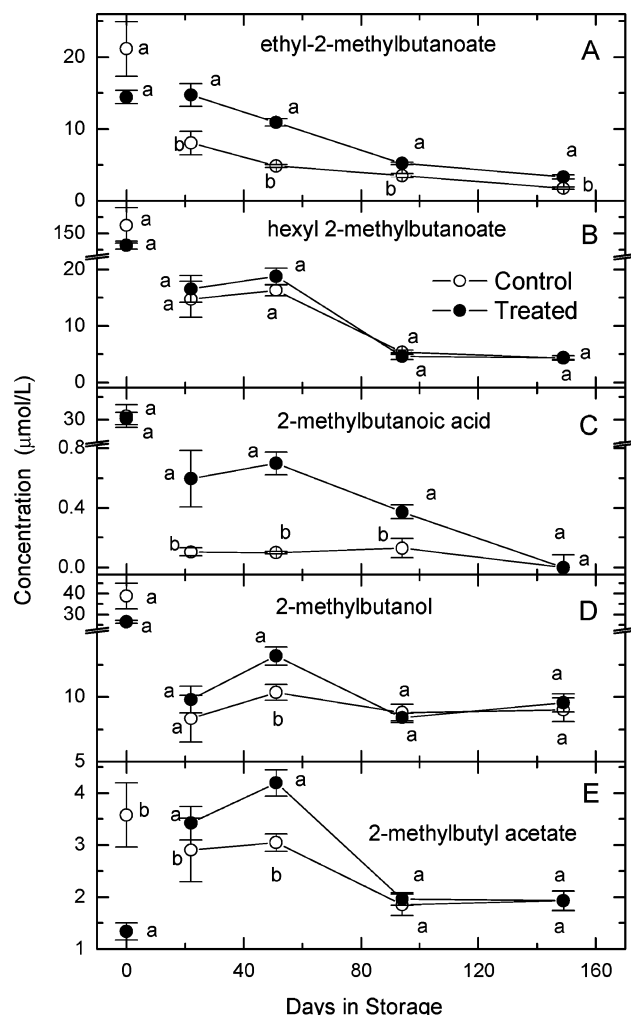 ethyl-2-methylbutanoate A
20
10
0
a
a
a
b
a
b
a
b
a
b
hexyl 2-methylbutanoate B
150
20
10
0
a
a
a
a
a
a
a
a
a
a
Control
Treated
2-methylbutanoic acid C
30
0.8
0.4
0.0
a
a
a
b
a
b
a
b
a
a
2-methylbutanol D
40
30
10
5
a
a
a
a
a
b
a
a
a
a
2-methylbutyl acetate E
4
3
2
1
b
a
a
b
a
b
a
a
a
a
0 40 80 120 160
Days in Storage
Concentration (μmol/L)